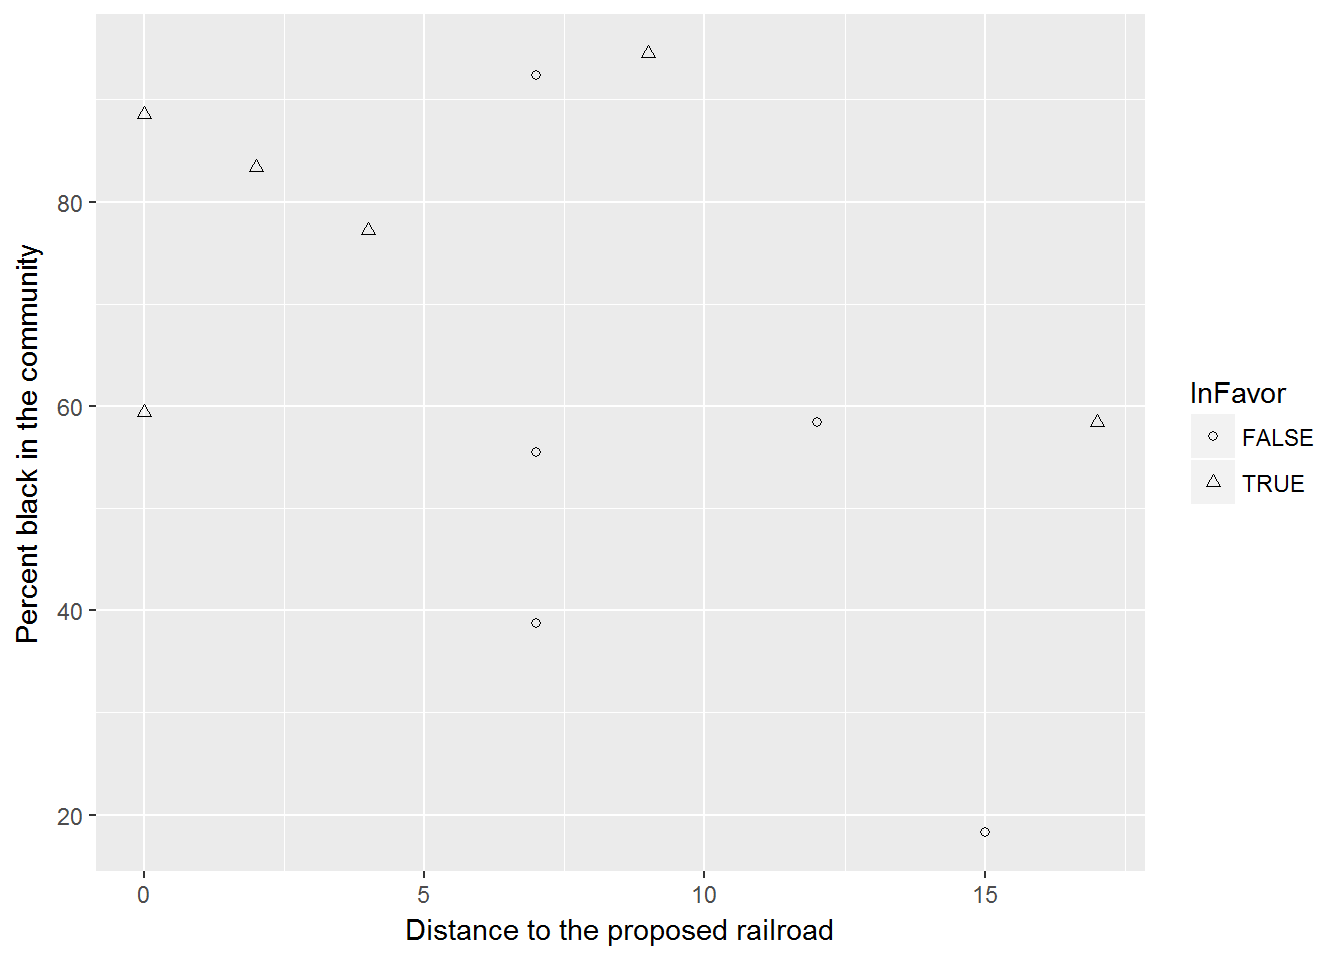 80
60
40
20
0 5 10 15
Percent black in the community
Distance to the proposed railroad
InFavor
FALSE
TRUE